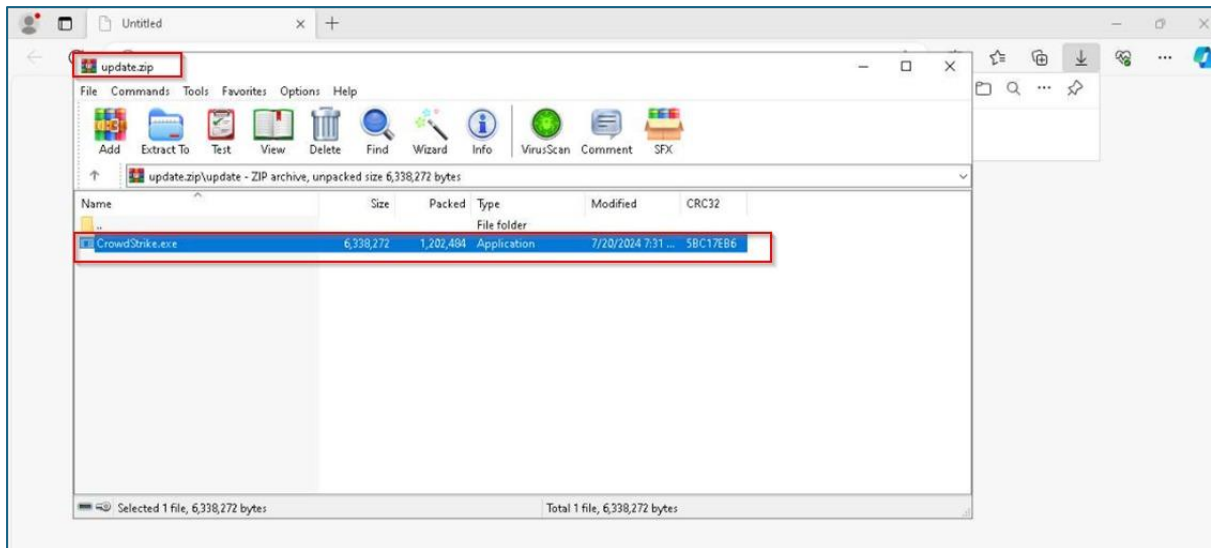 Untitled
update.zip
File Commands Tools Favorites Options Help
Add Extract To Test View Delete Find Wizard Info VirusScan Comment SFX
update.zip\update - ZIP archive, unpacked size 6,338,272 bytes
Name Size Packed Type Modified CRC32
.. File folder
CrowdStrike.exe 6,338,272 1,202,484 Application 7/20/2024 7:31 ... 5BC17EB6
Selected 1 file, 6,338,272 bytes Total 1 file, 6,338,272 bytes